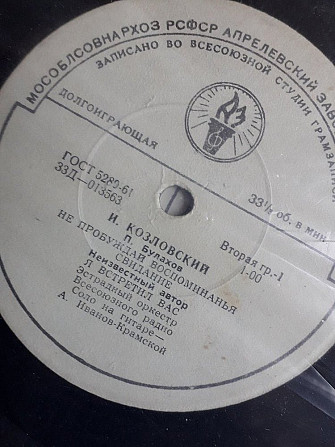 МОСОБЛСОВНАРХОЗ РСФСР АПРЕЛЕВСКИЙ ЗАВО
ЗАПИСАНО ВО ВСЕСОЮЗНОЙ СТУДИИ ГРАМЗАПИ
ДОЛГОИГРАЮЩАЯ
33⅓ об. в мин
ГОСТ 5289-61
33Д—013563
Вторая гр.-1
1-00
И. КОЗЛОВСКИЙ
П. Булахов
НЕ ПРОБУЖДАЙ ВОСПОМИНАНЬЯ
СВИДАНИЕ
Неизвестный автор
Я ВСТРЕТИЛ ВАС
Эстрадный оркестр
Всесоюзного радио
Соло на гитаре—
А. Иванов-Крамской